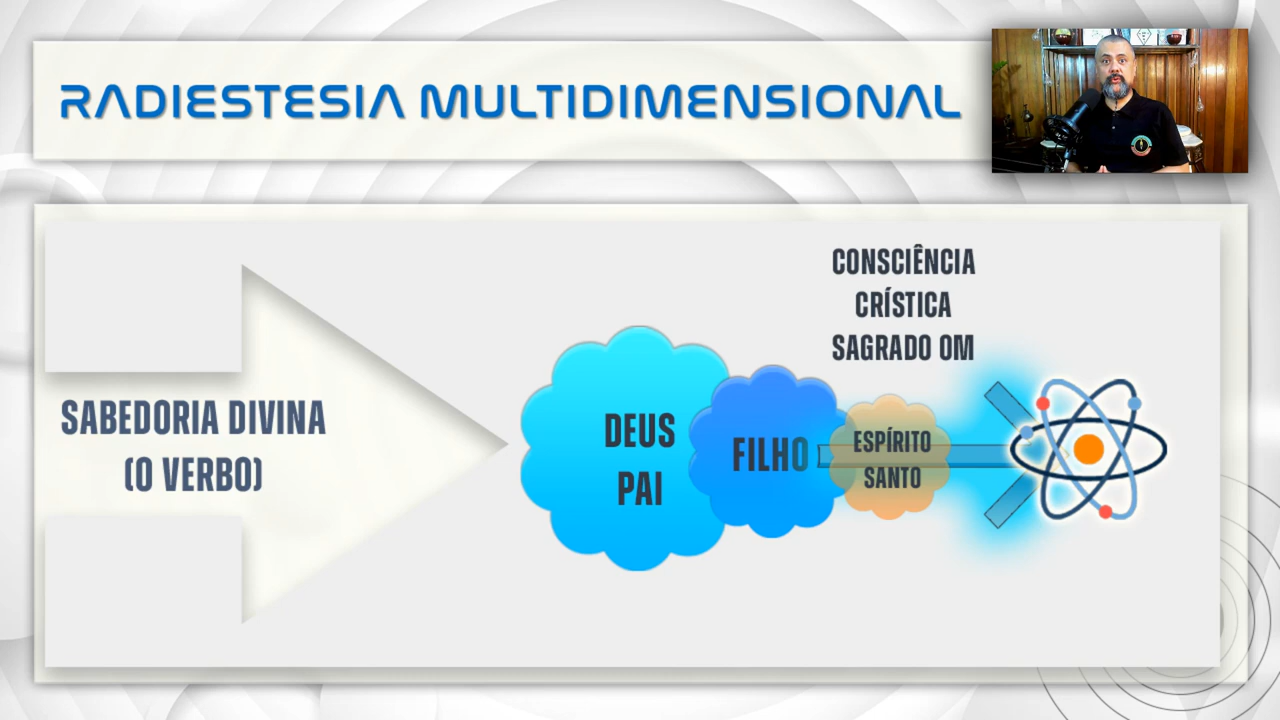 RADIESTESIA MULTIDIMENSIONAL
CONSCIÊNCIA
CRÍSTICA
SAGRADO OM
SABEDORIA DIVINA
(O VERBO)
DEUS
PAI
FILHO
ESPÍRITO
SANTO